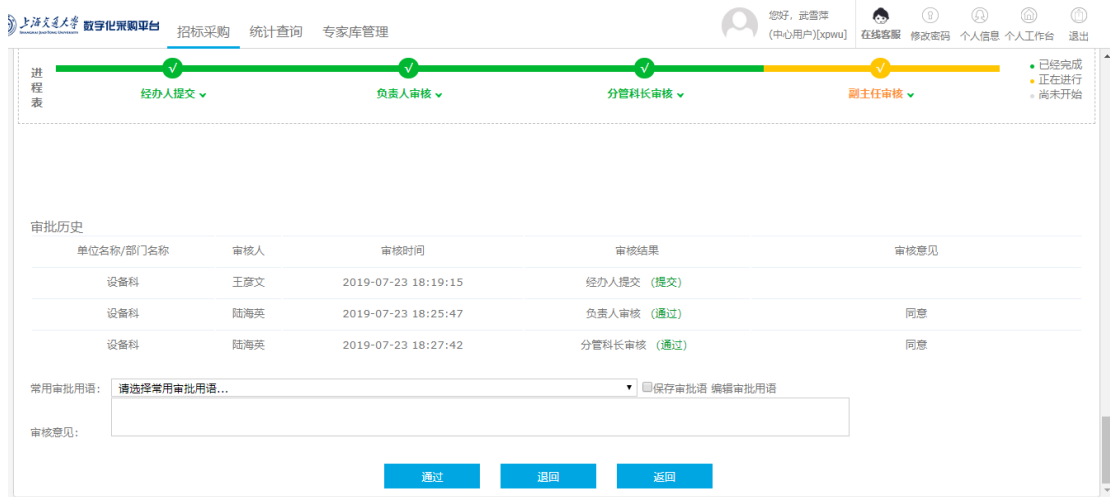 上海交通大学 数字化采购平台 招标采购 统计查询 专家库管理
您好，武雪萍
(中心用户)[xpwu]
在线客服 修改密码 个人信息 个人工作台 退出
进程表
经办人提交 负责人审核 分管科长审核 副主任审核
已经完成
正在进行
尚未开始
审批历史
单位名称/部门名称 审核人 审核时间 审核结果 审核意见
设备科 王彦文 2019-07-23 18:19:15 经办人提交 (提交)
设备科 陆海英 2019-07-23 18:25:47 负责人审核 (通过) 同意
设备科 陆海英 2019-07-23 18:27:42 分管科长审核 (通过) 同意
常用审批用语： 请选择常用审批用语... 保存审批语 编辑审批用语
审核意见：
通过 退回 返回